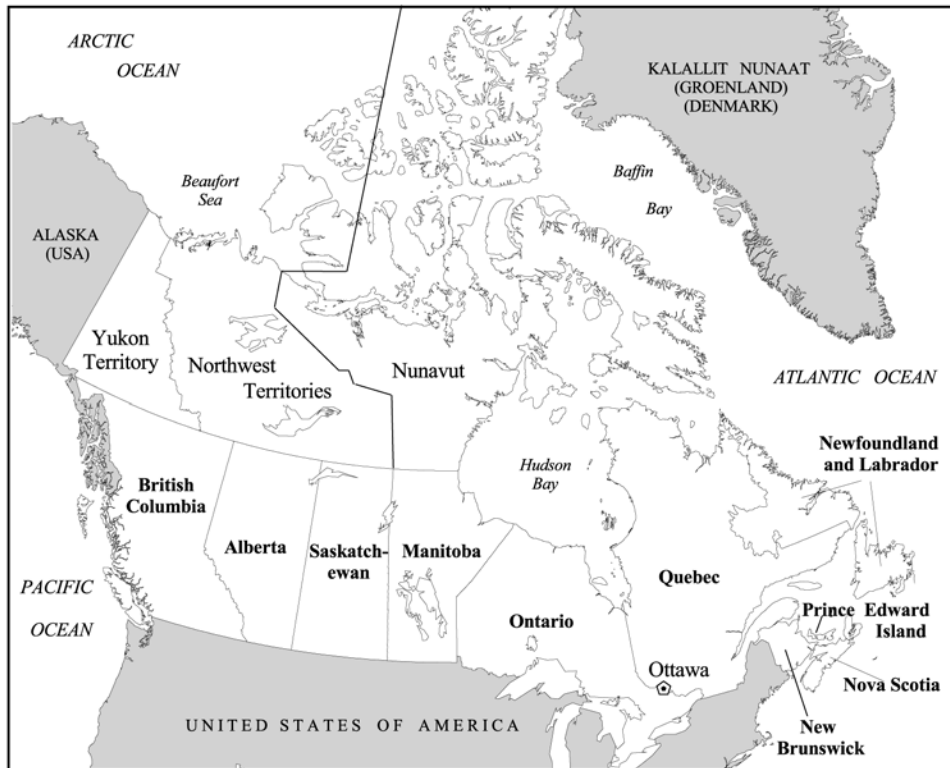 ARCTIC
OCEAN
KALALLIT NUNAAT
(GROENLAND)
(DENMARK)
Beaufort
Sea
Baffin
Bay
ALASKA
(USA)
Yukon
Territory
Northwest
Territories
Nunavut
ATLANTIC OCEAN
Newfoundland
and Labrador
Hudson
Bay
British
Columbia
Alberta
Saskatch-
ewan
Manitoba
Quebec
PACIFIC
OCEAN
Ontario
Prince Edward
Island
Ottawa
Nova Scotia
New
Brunswick
UNITED STATES OF AMERICA